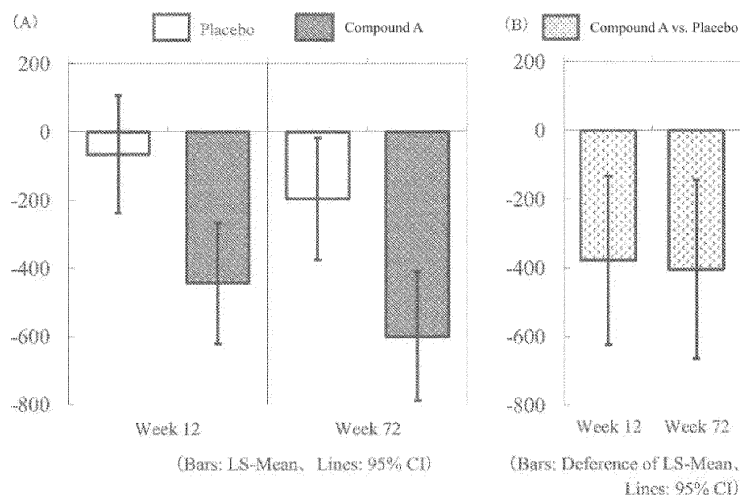 (A) Placebo Compound A
200
0
-200
-400
-600
-800
Week 12 Week 72
(Bars: LS-Mean、Lines: 95% CI)
(B) Compound A vs. Placebo
200
0
-200
-400
-600
-800
Week 12 Week 72
(Bars: Deference of LS-Mean、
Lines: 95% CI)